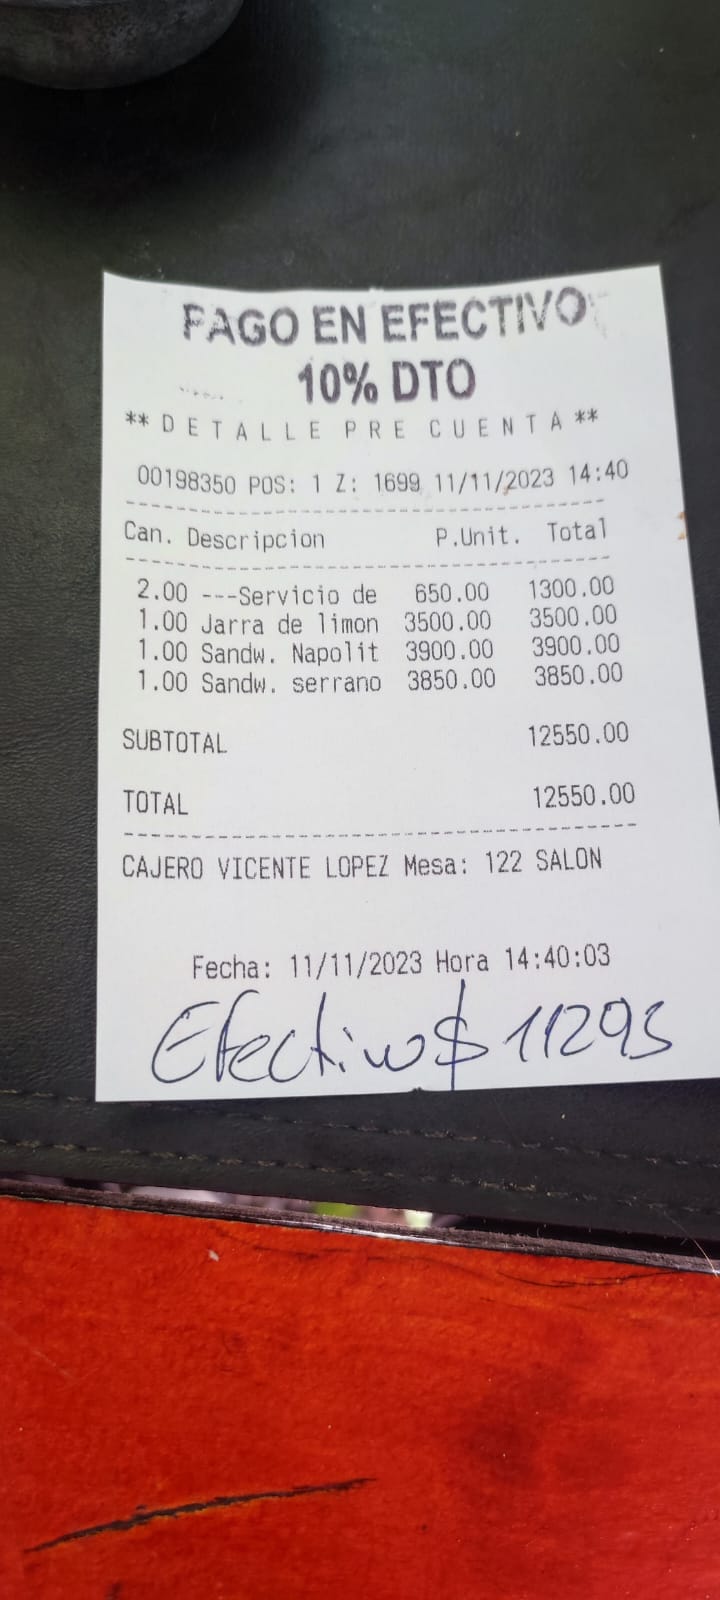 PAGO EN EFECTIVO
10% DTO
** D E T A L L E P R E C U E N T A **
00198350 POS: 1 Z: 1699 11/11/2023 14:40
Can. Descripcion P.Unit. Total
2.00 ---Servicio de 650.00 1300.00
1.00 Jarra de limon 3500.00 3500.00
1.00 Sandw. Napolit 3900.00 3900.00
1.00 Sandw. serrano 3850.00 3850.00
SUBTOTAL 12550.00
TOTAL 12550.00
CAJERO VICENTE LOPEZ Mesa: 122 SALON
Fecha: 11/11/2023 Hora 14:40:03
Efectivo $ 11295